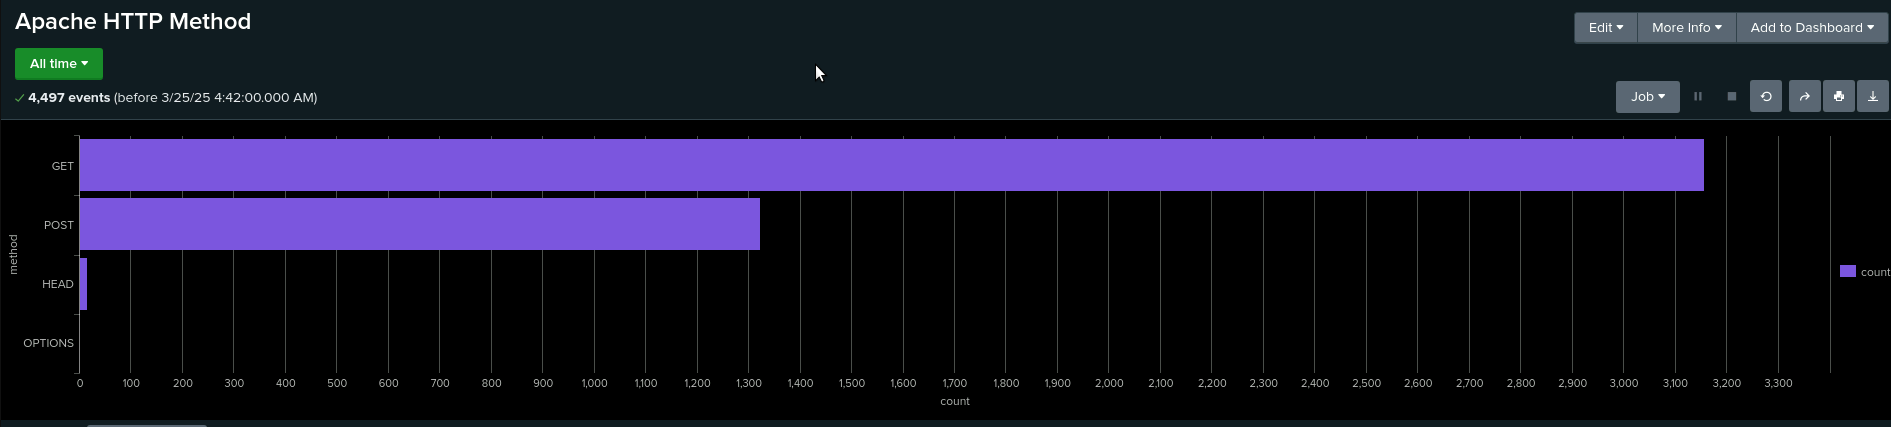 Apache HTTP Method
Edit More Info Add to Dashboard
All time
4,497 events (before 3/25/25 4:42:00.000 AM)
Job
GET
POST
method
HEAD
count
OPTIONS
0 100 200 300 400 500 600 700 800 900 1,000 1,100 1,200 1,300 1,400 1,500 1,600 1,700 1,800 1,900 2,000 2,100 2,200 2,300 2,400 2,500 2,600 2,700 2,800 2,900 3,000 3,100 3,200 3,300
count